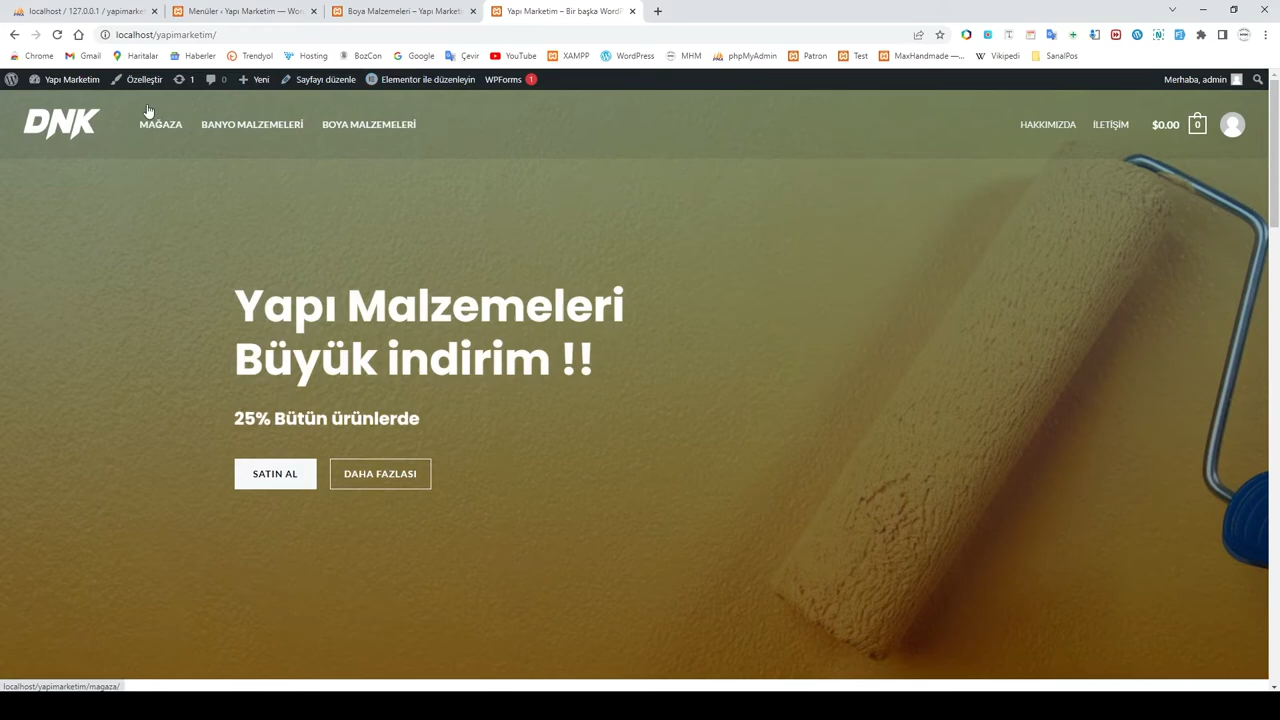 localhost / 127.0.0.1 / yapimarke
Menüler ‹ Yapı Marketim — Wor
Boya Malzemeleri – Yapı Market
Yapı Marketim – Bir başka WordP
localhost/yapimarketim/
Chrome
Gmail
Haritalar
Haberler
Trendyol
Hosting
BozCon
Google
Çevir
YouTube
XAMPP
WordPress
MHM
phpMyAdmin
Patron
Test
MaxHandmade —...
Vikipedi
SanalPos
Yapı Marketim
Özelleştir
1
0
Yeni
Sayfayı düzenle
Elementor ile düzenleyin
WPForms 1
Merhaba, admin
DNK
MAĞAZA
BANYO MALZEMELERİ
BOYA MALZEMELERİ
HAKKIMIZDA
İLETİŞİM
$0.00
0
Yapı Malzemeleri
Büyük indirim !!
25% Bütün ürünlerde
SATIN AL
DAHA FAZLASI
localhost/yapimarketim/magaza/